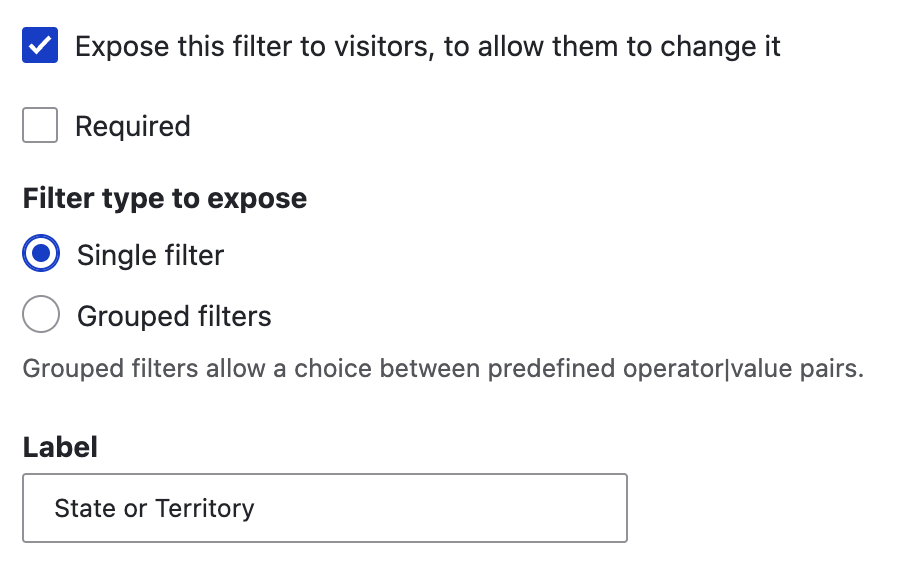 Expose this filter to visitors, to allow them to change it
Required
Filter type to expose
Single filter
Grouped filters
Grouped filters allow a choice between predefined operator|value pairs.
Label
State or Territory